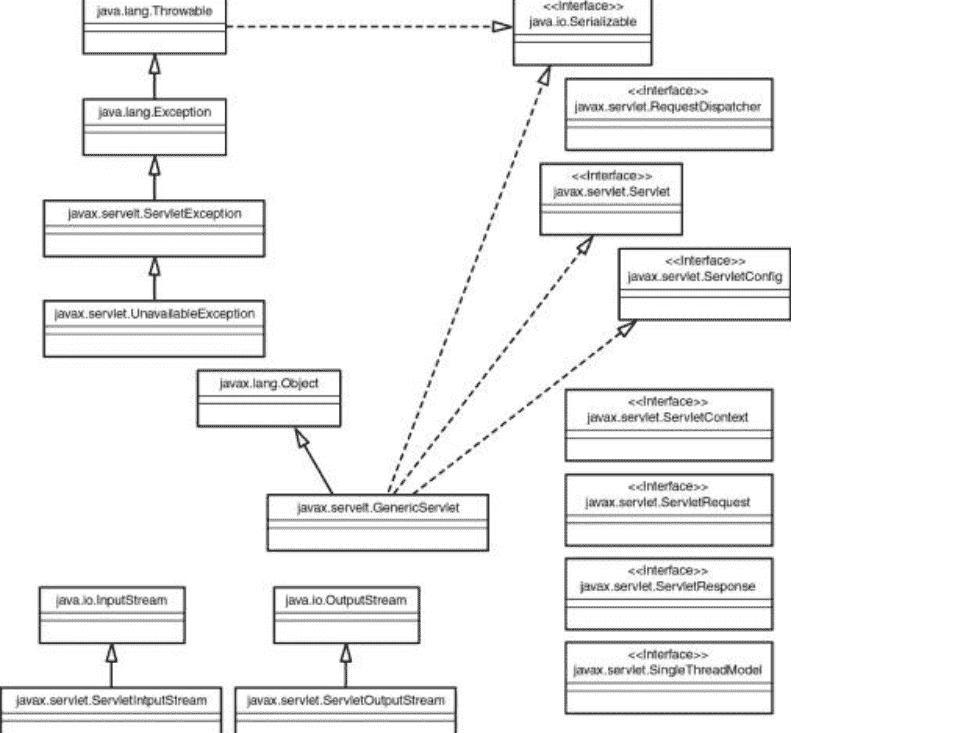 java.lang.Throwable
<<Interface>>
java.io.Serializable
<<Interface>>
javax.servlet.RequestDispatcher
java.lang.Exception
<<Interface>>
javax.servlet.Servlet
javax.servelt.ServletException
<<Interface>>
javax.servlet.ServletConfig
javax.servlet.UnavailableException
javax.lang.Object
<<Interface>>
javax.servlet.ServletContext
<<Interface>>
javax.servlet.ServletRequest
javax.servelt.GenericServlet
<<Interface>>
javax.servlet.ServletResponse
java.io.InputStream
java.io.OutputStream
<<Interface>>
javax.servlet.SingleThreadModel
javax.servlet.ServletIntputStream
javax.servlet.ServletOutputStream